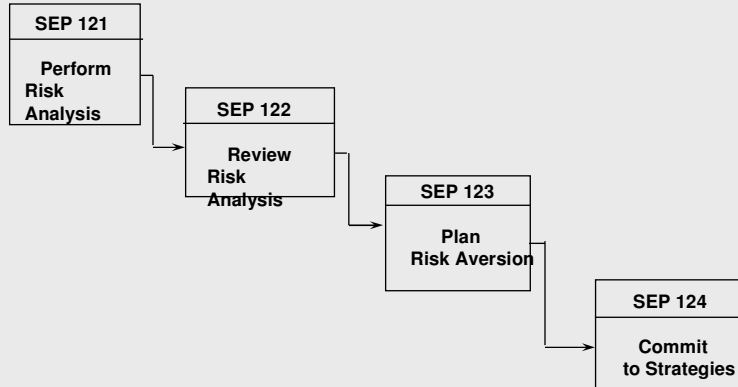 SEP 121
Perform
Risk
Analysis
SEP 122
Review
Risk
Analysis
SEP 123
Plan
Risk Aversion
SEP 124
Commit
to Strategies